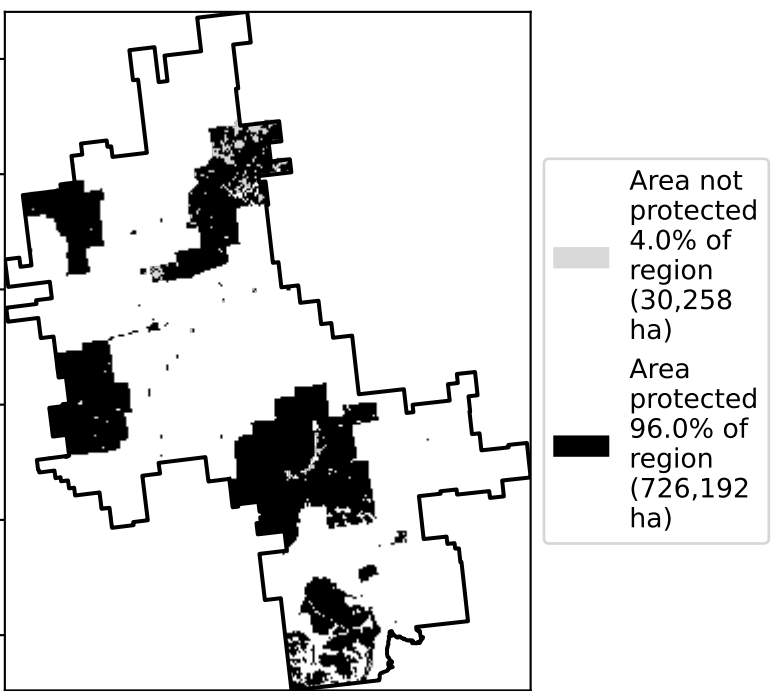 Area not
protected
4.0% of
region
(30,258
ha)
Area
protected
96.0% of
region
(726,192
ha)